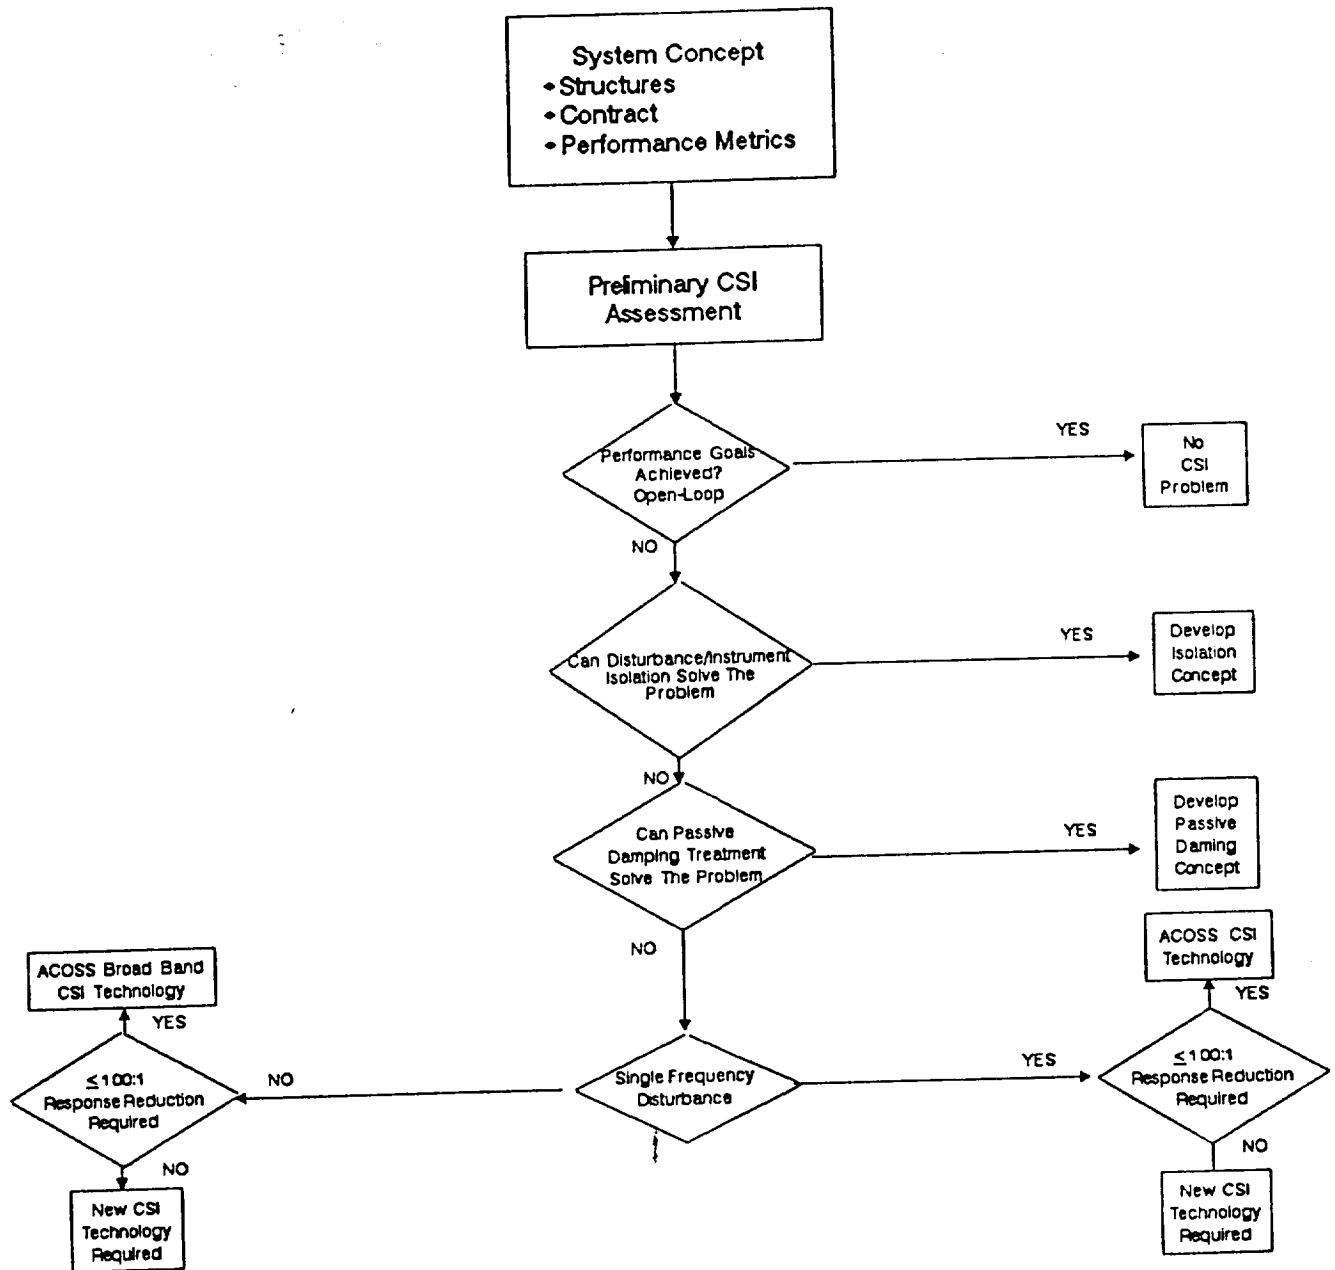 System Concept
•Structures
•Contract
•Performance Metrics
Preliminary CSI
Assessment
Performance Goals
Achieved?
Open-Loop
YES
No
CSI
Problem
NO
Can Disturbance/Instrument
Isolation Solve The
Problem
YES
Develop
Isolation
Concept
NO
Can Passive
Damping Treatment
Solve The Problem
YES
Develop
Passive
Daming
Concept
NO
ACOSS Broad Band
CSI Technology
YES
≤100:1
Response Reduction
Required
NO
NO
New CSI
Technology
Required
Single Frequency
Disturbance
YES
ACOSS CSI
Technology
YES
≤100:1
Response Reduction
Required
NO
New CSI
Technology
Required